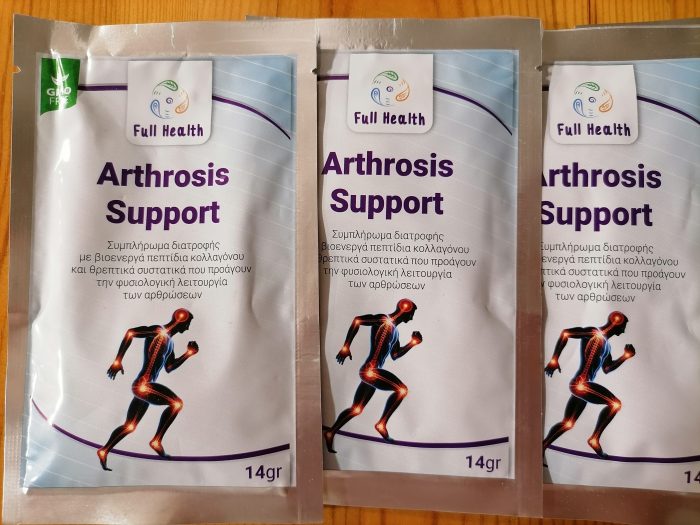 GMO
FREE
Full Health
Arthrosis
Support
Συμπλήρωμα διατροφής
με βιοενεργά πεπτίδια κολλαγόνου
και θρεπτικά συστατικά που προάγουν
την φυσιολογική λειτουργία
των αρθρώσεων
14gr
Full Health
Arthrosis
Support
Συμπλήρωμα διατροφής
βιοενεργά πεπτίδια κολλαγόνου
θρεπτικά συστατικά που προάγουν
την φυσιολογική λειτουργία
των αρθρώσεων
14gr
Full Health
Arthrosis
Support
Συμπλήρωμα διατροφής
βιοενεργά πεπτίδια κολλαγόνου
συστατικά που προάγουν
την φυσιολογική λειτουργία
των αρθρώσεων
14